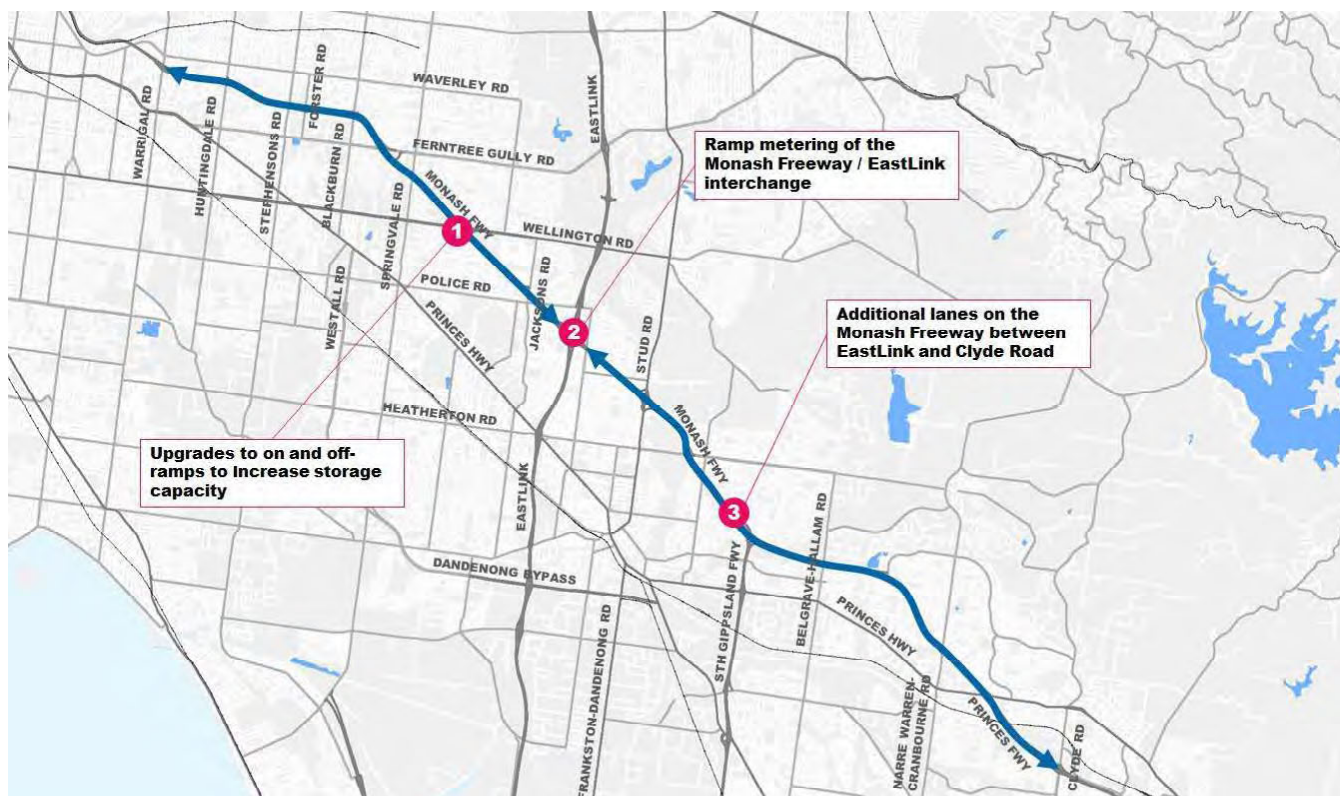 WAVERLEY RD
EASTLINK
FORSTER RD
WARRIGAL RD
HUNTINGDALE RD
STEPHENSONS RD
BLACKBURN RD
FERNTREE GULLY RD
Ramp metering of the
Monash Freeway / EastLink
interchange
MONASH FWY
SPRINGVALE RD
1
WELLINGTON RD
WESTALL RD
POLICE RD
JACKSONS RD
PRINCES HWY
2
STUD RD
Additional lanes on the
Monash Freeway between
EastLink and Clyde Road
HEATHERTON RD
MONASH FWY
Upgrades to on and off-
ramps to increase storage
capacity
EASTLINK
3
BELGRAVE-HALLAM RD
DANDENONG BYPASS
STH GIPPSLAND FWY
FRANKSTON-DANDENONG RD
PRINCES HWY
NARRE WARREN-
CRANBOURNE RD
PRINCES FWY
CLYDE RD